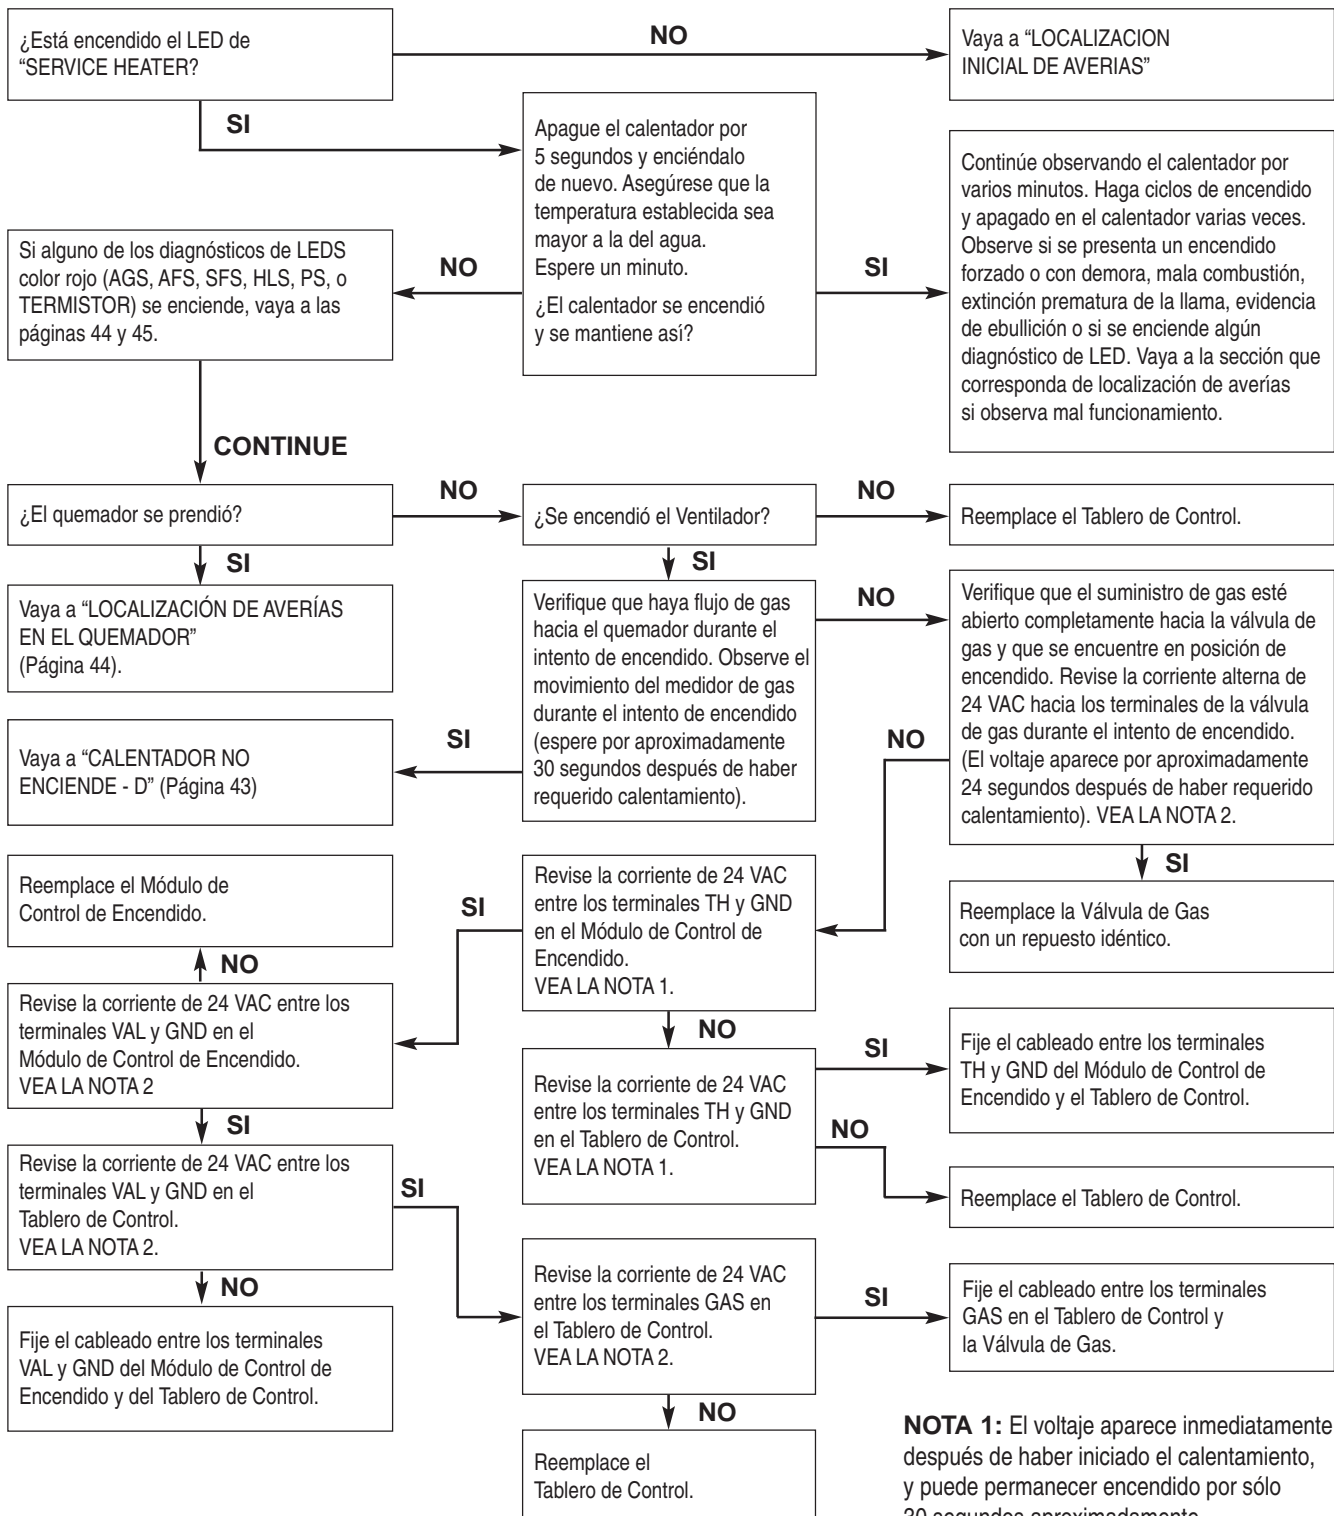 ¿Está encendido el LED de
“SERVICE HEATER?
NO
Vaya a “LOCALIZACION
INICIAL DE AVERIAS”
SI
Apague el calentador por
5 segundos y enciéndalo
de nuevo. Asegúrese que la
temperatura establecida sea
mayor a la del agua.
Espere un minuto.
¿El calentador se encendió
y se mantiene así?
NO
SI
Si alguno de los diagnósticos de LEDS
color rojo (AGS, AFS, SFS, HLS, PS, o
TERMISTOR) se enciende, vaya a las
páginas 44 y 45.
Continúe observando el calentador por
varios minutos. Haga ciclos de encendido
y apagado en el calentador varias veces.
Observe si se presenta un encendido
forzado o con demora, mala combustión,
extinción prematura de la llama, evidencia
de ebullición o si se enciende algún
diagnóstico de LED. Vaya a la sección que
corresponda de localización de averías
si observa mal funcionamiento.
CONTINUE
¿El quemador se prendió?
NO
¿Se encendió el Ventilador?
NO
Reemplace el Tablero de Control.
SI
SI
Vaya a “LOCALIZACIÓN DE AVERÍAS
EN EL QUEMADOR”
(Página 44).
Verifique que haya flujo de gas
hacia el quemador durante el
intento de encendido. Observe el
movimiento del medidor de gas
durante el intento de encendido
(espere por aproximadamente
30 segundos después de haber
requerido calentamiento).
NO
Verifique que el suministro de gas esté
abierto completamente hacia la válvula de
gas y que se encuentre en posición de
encendido. Revise la corriente alterna de
24 VAC hacia los terminales de la válvula
de gas durante el intento de encendido.
(El voltaje aparece por aproximadamente
24 segundos después de haber requerido
calentamiento). VEA LA NOTA 2.
SI
Vaya a “CALENTADOR NO
ENCIENDE - D” (Página 43)
NO
SI
Reemplace la Válvula de Gas
con un repuesto idéntico.
Revise la corriente de 24 VAC
entre los terminales TH y GND
en el Módulo de Control de
Encendido.
VEA LA NOTA 1.
SI
Reemplace el Módulo de
Control de Encendido.
NO
Revise la corriente de 24 VAC entre los
terminales VAL y GND en el
Módulo de Control de Encendido.
VEA LA NOTA 2
NO
Revise la corriente de 24 VAC
entre los terminales TH y GND
en el Tablero de Control.
VEA LA NOTA 1.
SI
Fije el cableado entre los terminales
TH y GND del Módulo de Control de
Encendido y el Tablero de Control.
NO
Reemplace el Tablero de Control.
SI
Revise la corriente de 24 VAC entre los
terminales VAL y GND en el
Tablero de Control.
VEA LA NOTA 2.
SI
Revise la corriente de 24 VAC
entre los terminales GAS en
el Tablero de Control.
VEA LA NOTA 2.
SI
Fije el cableado entre los terminales
GAS en el Tablero de Control y
la Válvula de Gas.
NO
Fije el cableado entre los terminales
VAL y GND del Módulo de Control de
Encendido y del Tablero de Control.
NO
Reemplace el
Tablero de Control.
NOTA 1: El voltaje aparece inmediatamente
después de haber iniciado el calentamiento,
y puede permanecer encendido por sólo
30 segundos aproximadamente